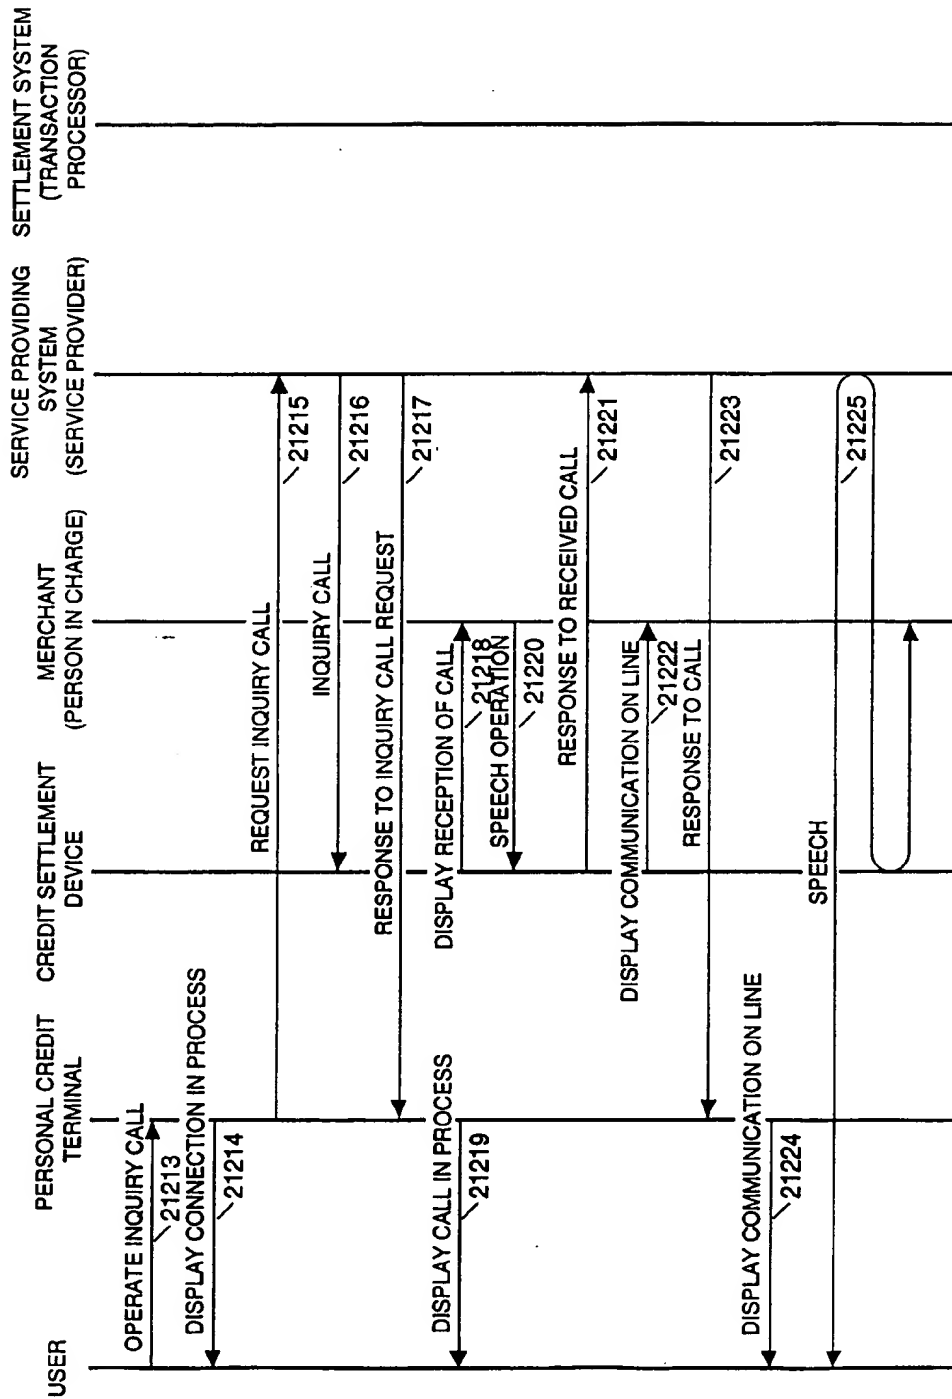 USER
PERSONAL CREDIT
TERMINAL
CREDIT SETTLEMENT
DEVICE
MERCHANT
(PERSON IN CHARGE)
SERVICE PROVIDING
SYSTEM
(SERVICE PROVIDER)
SETTLEMENT SYSTEM
(TRANSACTION
PROCESSOR)
OPERATE INQUIRY CALL
21213
DISPLAY CONNECTION IN PROCESS
21214
REQUEST INQUIRY CALL
21215
INQUIRY CALL
21216
RESPONSE TO INQUIRY CALL REQUEST
21217
DISPLAY RECEPTION OF CALL
21218
DISPLAY CALL IN PROCESS
21219
SPEECH OPERATION
21220
RESPONSE TO RECEIVED CALL
21221
DISPLAY COMMUNICATION ON LINE
21222
RESPONSE TO CALL
21223
DISPLAY COMMUNICATION ON LINE
21224
SPEECH
21225